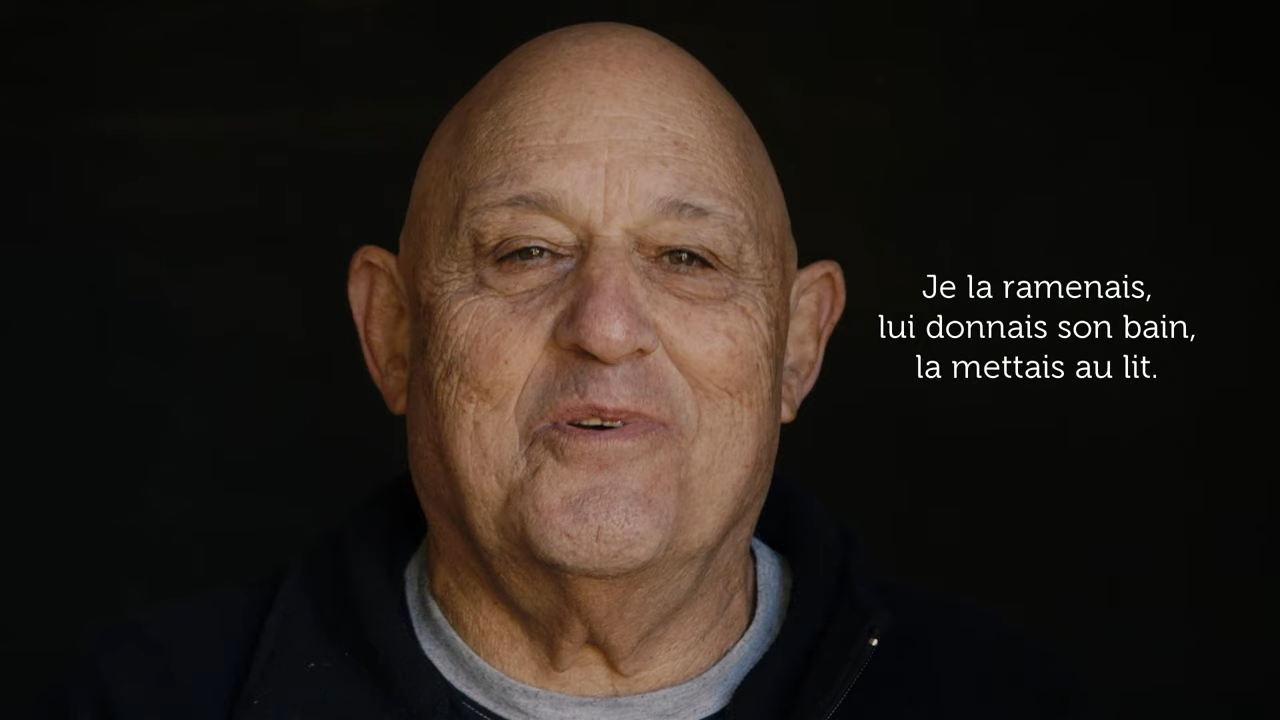 Je la ramenais,
lui donnais son bain,
la mettais au lit.